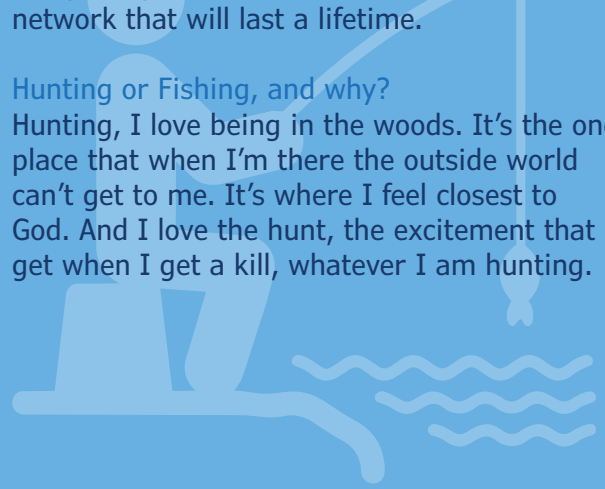 network that will last a lifetime.
Hunting or Fishing, and why?
Hunting, I love being in the woods. It's the one
place that when I'm there the outside world
can't get to me. It's where I feel closest to
God. And I love the hunt, the excitement that
get when I get a kill, whatever I am hunting.